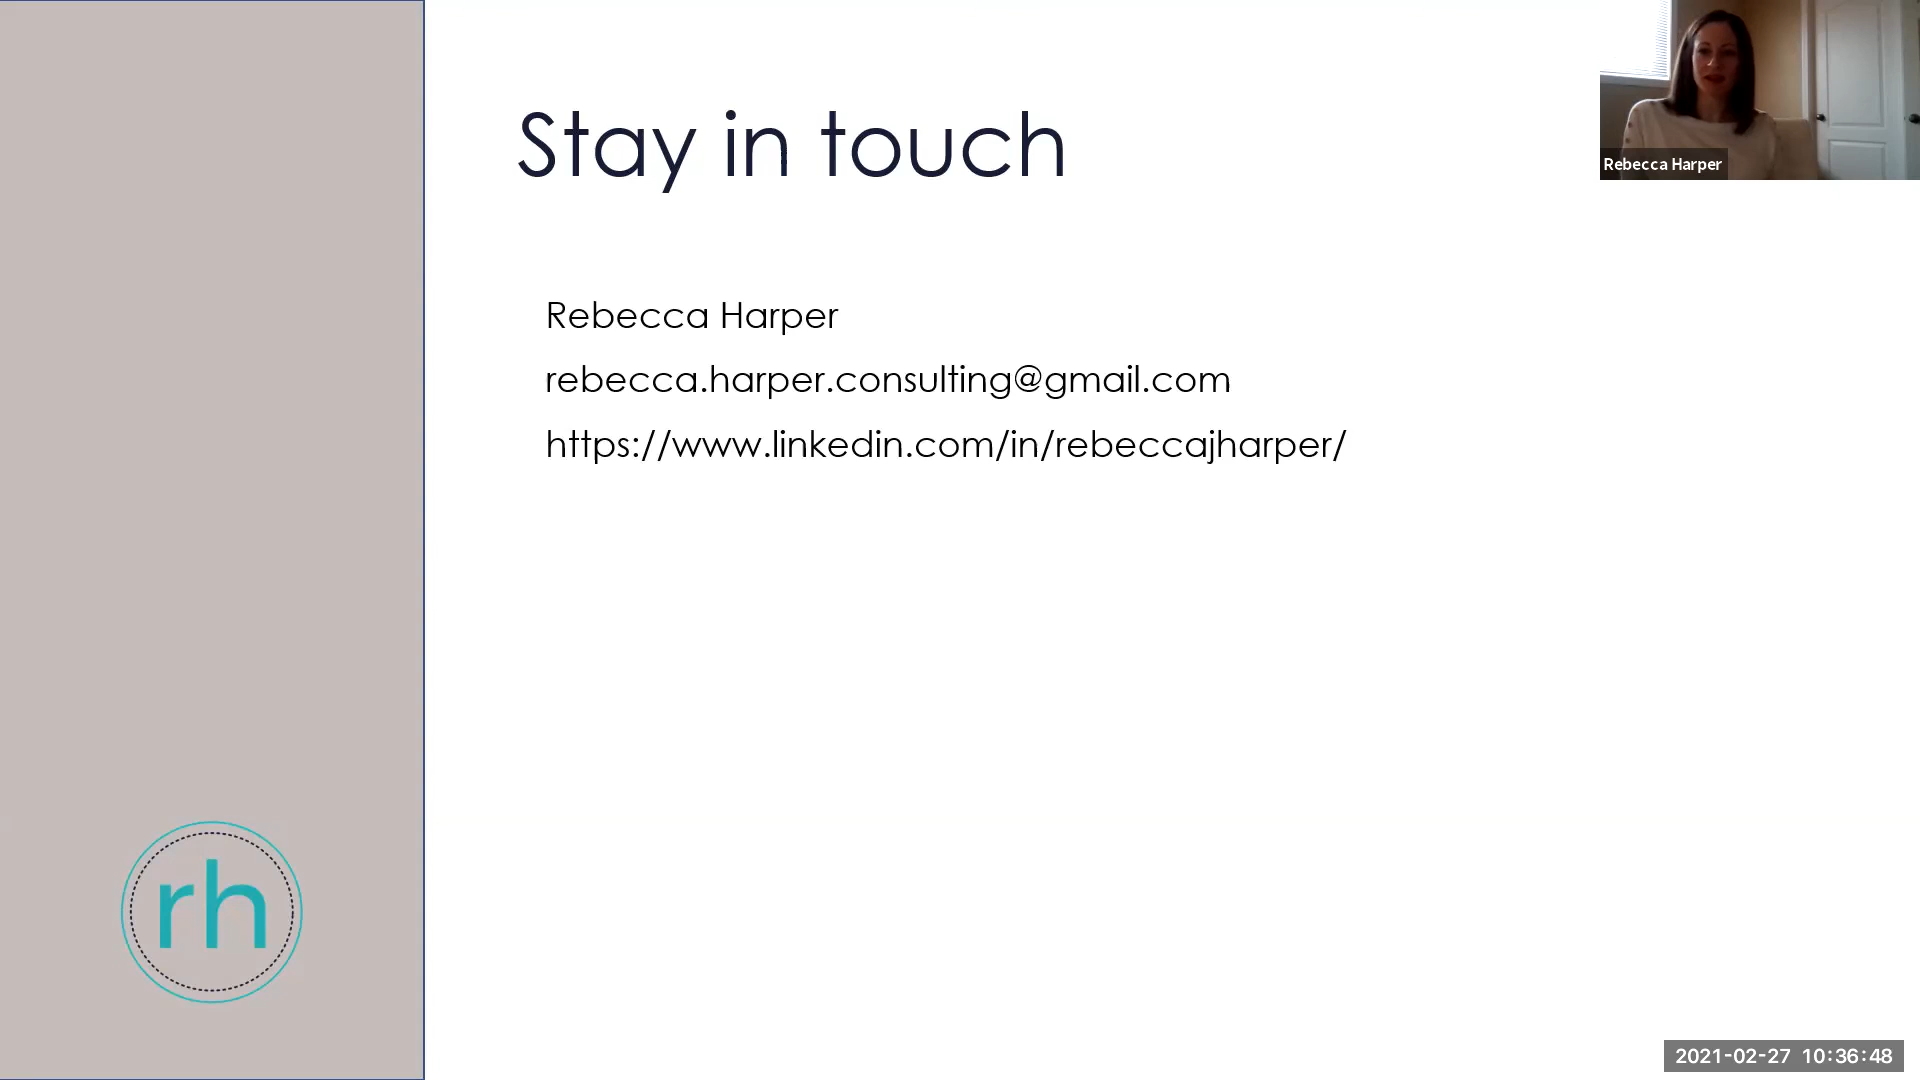 Stay in touch
Rebecca Harper
Rebecca Harper
rebecca.harper.consulting@gmail.com
https://www.linkedin.com/in/rebeccajharper/
rh
2021-02-27 10:36:48